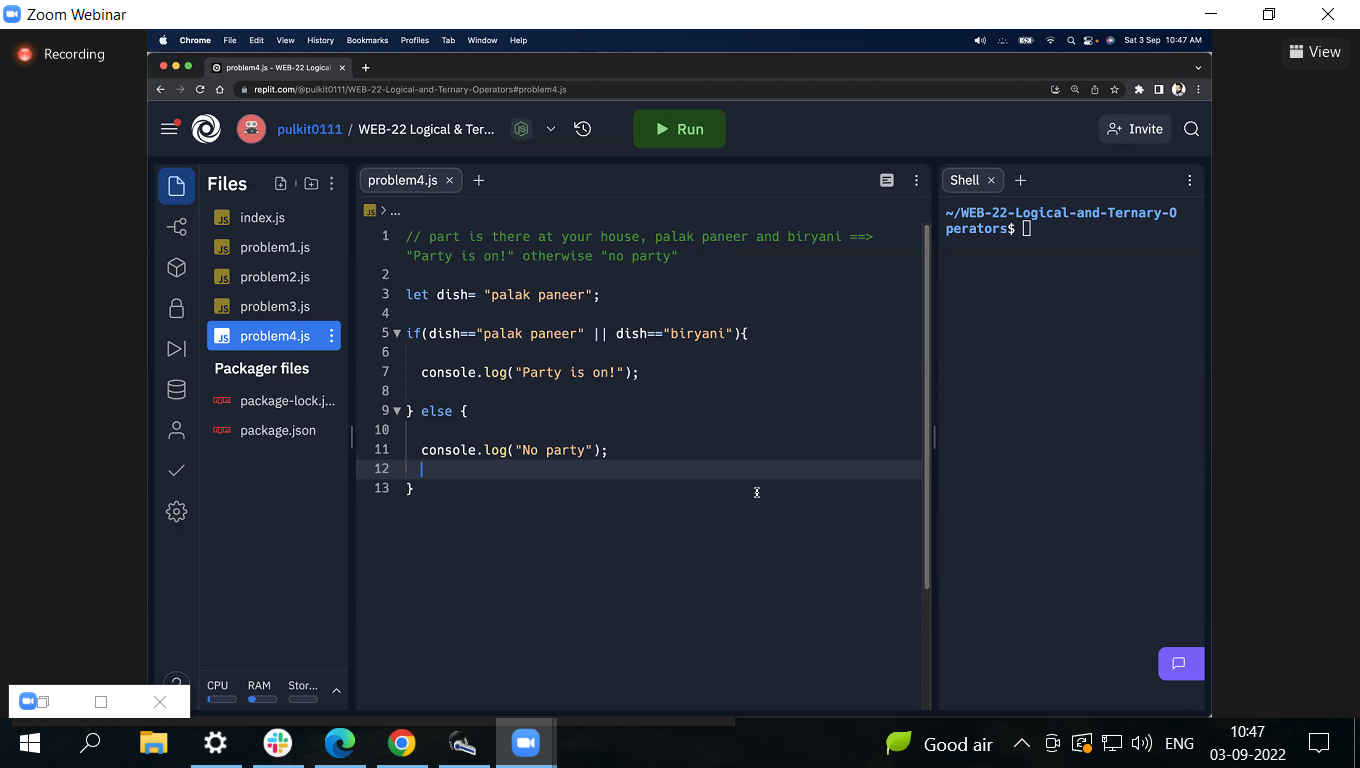 Zoom Webinar
Recording
View
Chrome File Edit View History Bookmarks Profiles Tab Window Help
Sat 3 Sep 10:47 AM
problem4.js - WEB-22 Logical
replit.com/@pulkit0111/WEB-22-Logical-and-Ternary-Operators#problem4.js
pulkit0111 / WEB-22 Logical & Ter...
Run
Invite
Files
index.js
problem1.js
problem2.js
problem3.js
problem4.js
Packager files
package-lock.j...
package.json
CPU RAM Stor...
problem4.js
...
1 // part is there at your house, palak paneer and biryani ==>
"Party is on!" otherwise "no party"
2
3 let dish= "palak paneer";
4
5 if(dish=="palak paneer" || dish=="biryani"){
6
7 console.log("Party is on!");
8
9 } else {
10
11 console.log("No party");
12
13 }
Shell
~/WEB-22-Logical-and-Ternary-O
perators$
Good air
ENG
10:47
03-09-2022